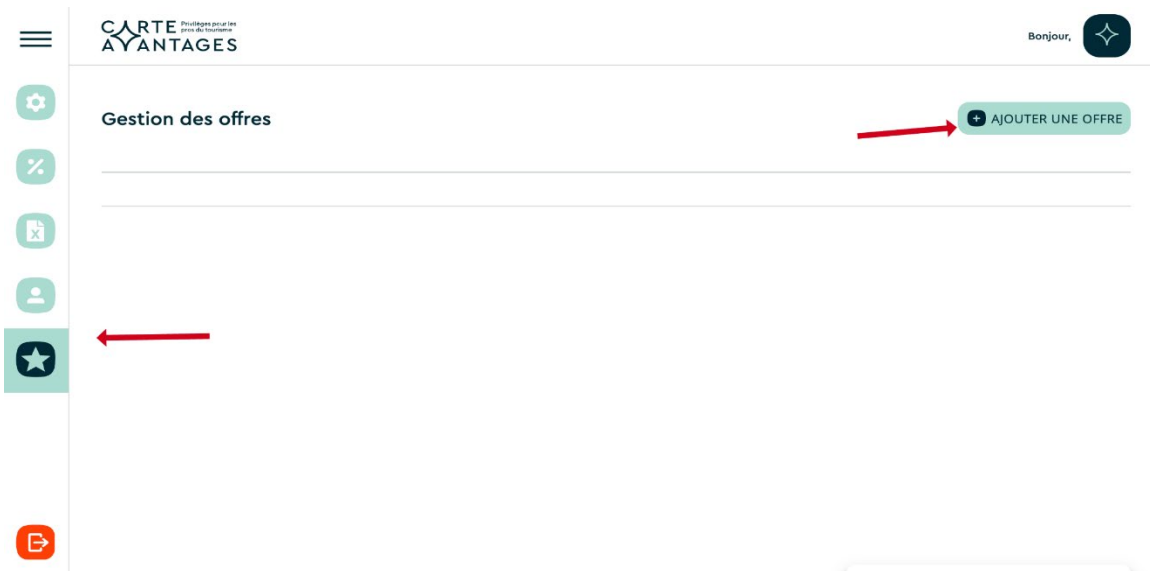 CARTE Privilèges pour les
pros du tourisme
AVANTAGES
Bonjour,
Gestion des offres
AJOUTER UNE OFFRE